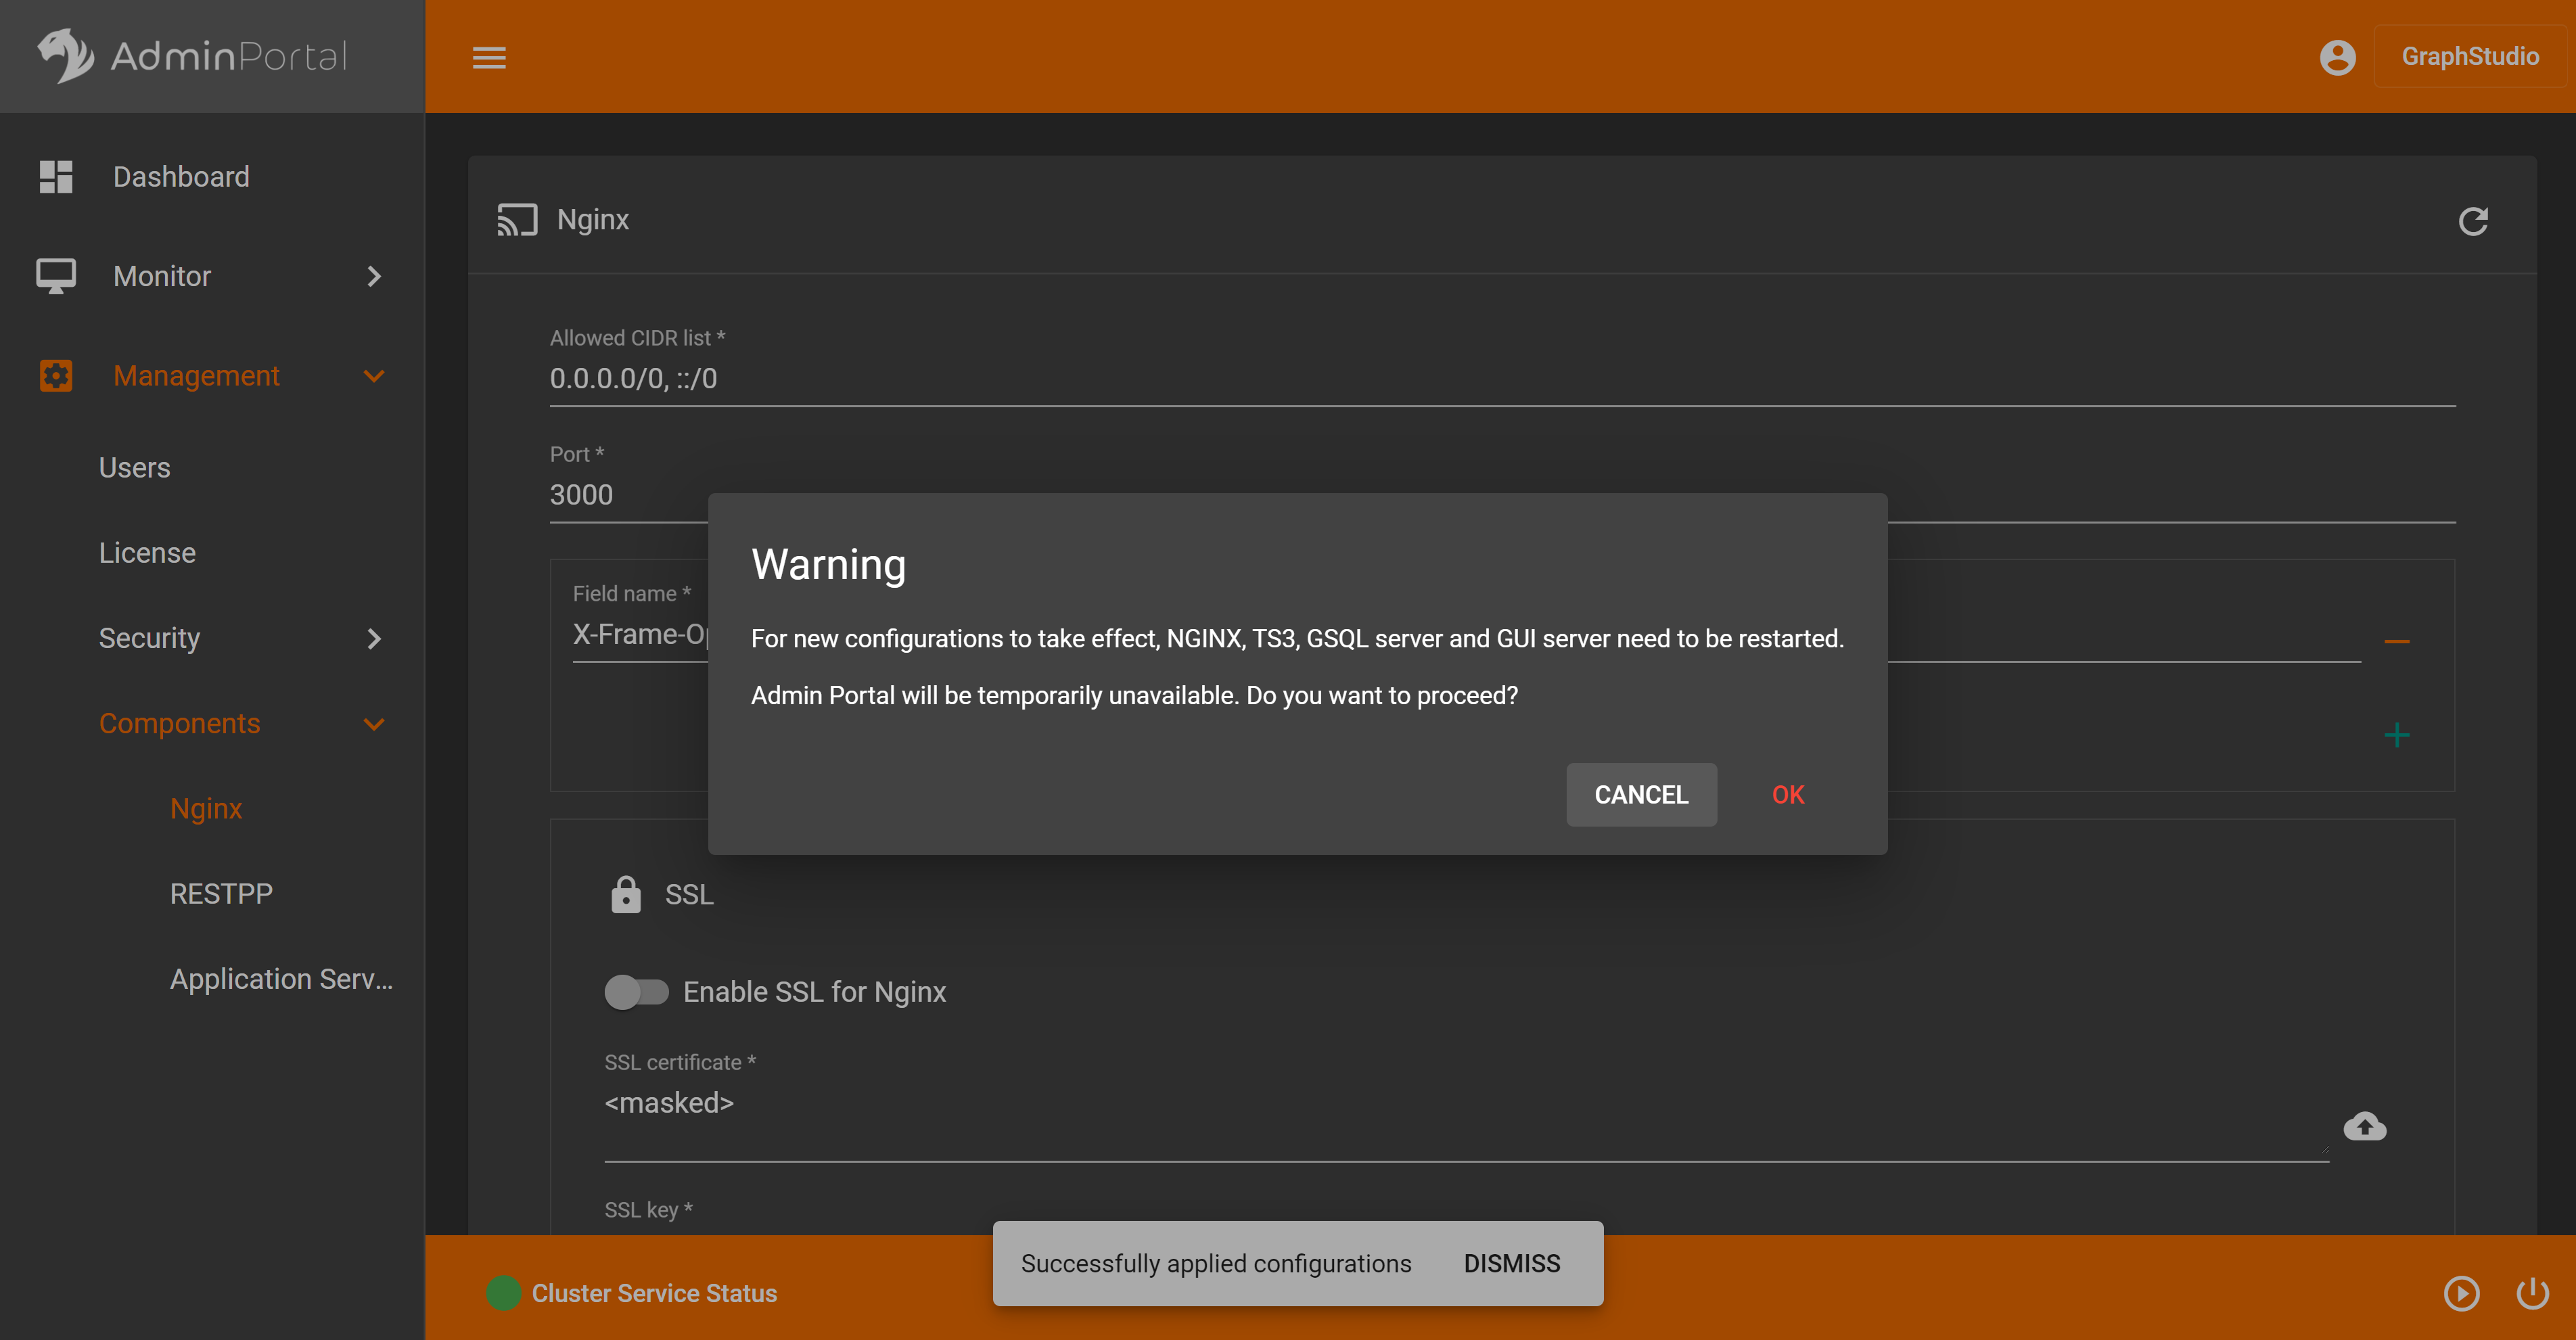 AdminPortal
GraphStudio
Dashboard
Monitor
Management
Users
License
Security
Components
Nginx
RESTPP
Application Serv...
Nginx
Allowed CIDR list *
0.0.0.0/0, ::/0
Port *
3000
Field name *
X-Frame-Op
Warning
For new configurations to take effect, NGINX, TS3, GSQL server and GUI server need to be restarted.
Admin Portal will be temporarily unavailable. Do you want to proceed?
CANCEL
OK
SSL
Enable SSL for Nginx
SSL certificate *
<masked>
SSL key *
Successfully applied configurations DISMISS
Cluster Service Status